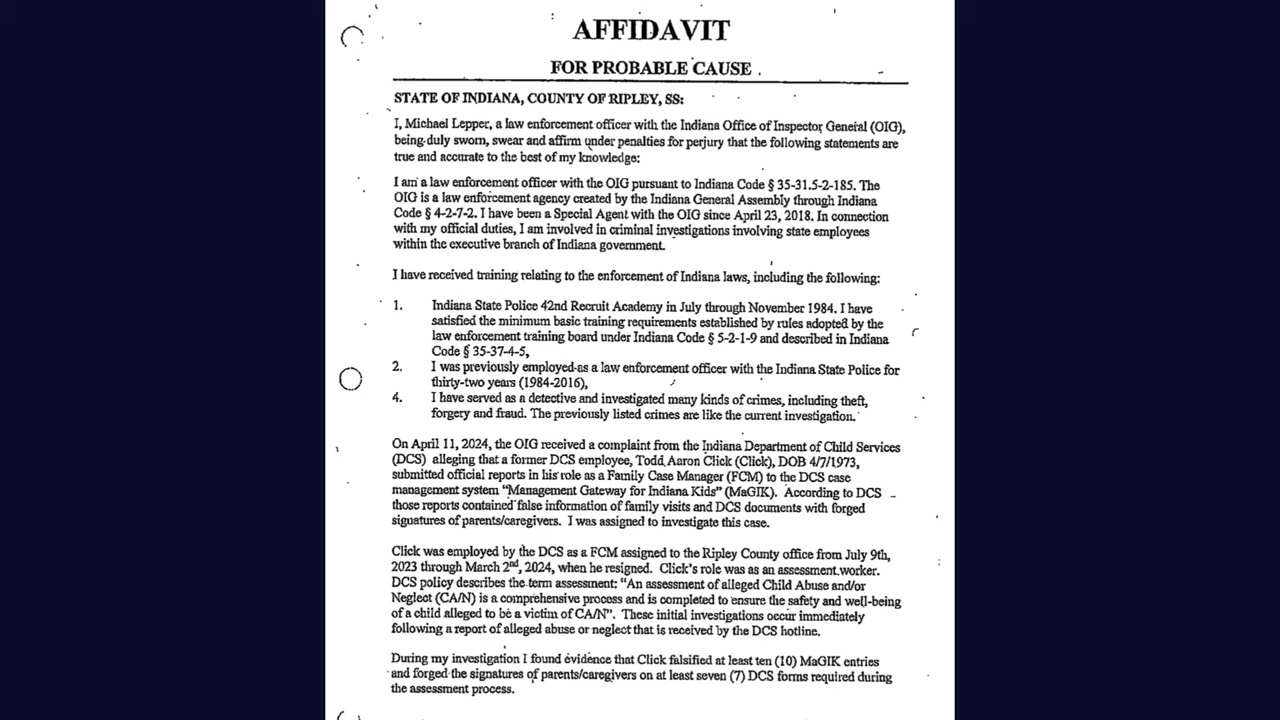 AFFIDAVIT
FOR PROBABLE CAUSE
STATE OF INDIANA, COUNTY OF RIPLEY, SS:
I, Michael Lepper, a law enforcement officer with the Indiana Office of Inspector General (OIG),
being duly sworn, swear and affirm under penalties for perjury that the following statements are
true and accurate to the best of my knowledge:
I am a law enforcement officer with the OIG pursuant to Indiana Code § 35-31.5-2-185. The
OIG is a law enforcement agency created by the Indiana General Assembly through Indiana
Code § 4-2-7-2. I have been a Special Agent with the OIG since April 23, 2018. In connection
with my official duties, I am involved in criminal investigations involving state employees
within the executive branch of Indiana government.
I have received training relating to the enforcement of Indiana laws, including the following:
1. Indiana State Police 42nd Recruit Academy in July through November 1984. I have
satisfied the minimum basic training requirements established by rules adopted by the
law enforcement training board under Indiana Code § 5-2-1-9 and described in Indiana
Code § 35-37-4-5,
2. I was previously employed as a law enforcement officer with the Indiana State Police for
thirty-two years (1984-2016),
4. I have served as a detective and investigated many kinds of crimes, including theft,
forgery and fraud. The previously listed crimes are like the current investigation.
On April 11, 2024, the OIG received a complaint from the Indiana Department of Child Services
(DCS) alleging that a former DCS employee, Todd Aaron Click (Click), DOB 4/7/1973,
submitted official reports in his role as a Family Case Manager (FCM) to the DCS case
management system “Management Gateway for Indiana Kids” (MaGIK). According to DCS
those reports contained false information of family visits and DCS documents with forged
signatures of parents/caregivers. I was assigned to investigate this case.
Click was employed by the DCS as a FCM assigned to the Ripley County office from July 9th,
2023 through March 2nd, 2024, when he resigned. Click’s role was as an assessment worker.
DCS policy describes the term assessment: “An assessment of alleged Child Abuse and/or
Neglect (CA/N) is a comprehensive process and is completed to ensure the safety and well-being
of a child alleged to be a victim of CA/N”. These initial investigations occur immediately
following a report of alleged abuse or neglect that is received by the DCS hotline.
During my investigation I found evidence that Click falsified at least ten (10) MaGIK entries
and forged the signatures of parents/caregivers on at least seven (7) DCS forms required during
the assessment process.